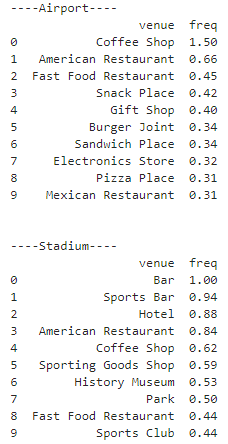 ----Airport----
venue freq
0 Coffee Shop 1.50
1 American Restaurant 0.66
2 Fast Food Restaurant 0.45
3 Snack Place 0.42
4 Gift Shop 0.40
5 Burger Joint 0.34
6 Sandwich Place 0.34
7 Electronics Store 0.32
8 Pizza Place 0.31
9 Mexican Restaurant 0.31
----Stadium----
venue freq
0 Bar 1.00
1 Sports Bar 0.94
2 Hotel 0.88
3 American Restaurant 0.84
4 Coffee Shop 0.62
5 Sporting Goods Shop 0.59
6 History Museum 0.53
7 Park 0.50
8 Fast Food Restaurant 0.44
9 Sports Club 0.44